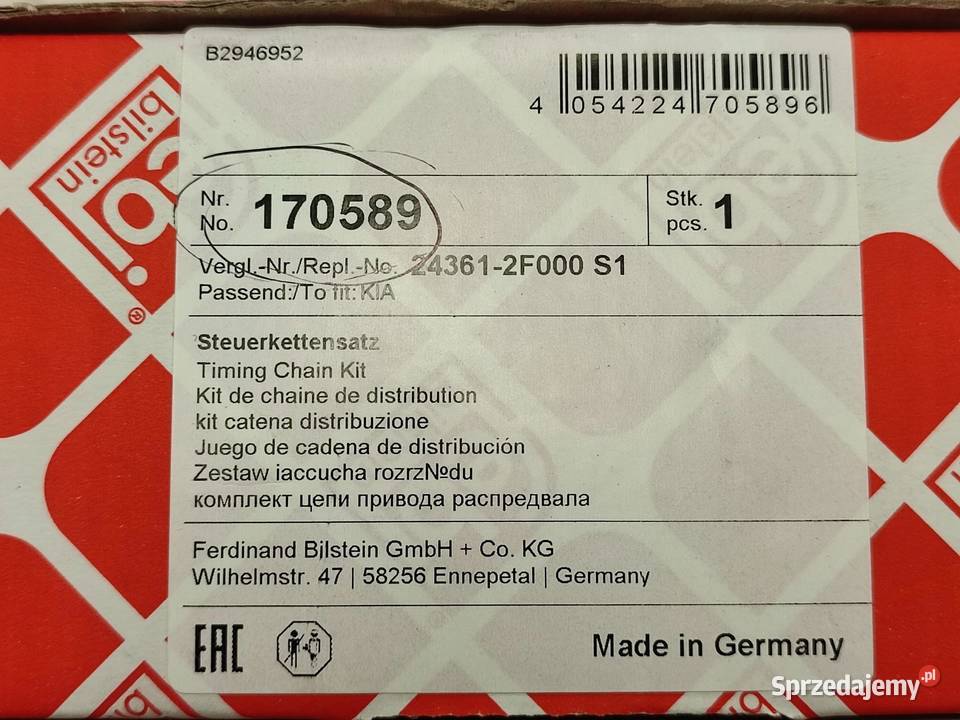 B2946952
4 054224 705896
Nr.
No. 170589
Stk.
pcs. 1
Vergl.-Nr./Repl.-No. 24361-2F000 S1
Passend:/To fit: KIA
Steuerkettensatz
Timing Chain Kit
Kit de chaine de distribution
kit catena distribuzione
Juego de cadena de distribución
Zestaw iaccucha rozrz№du
комплект цепи привода распредвала
Ferdinand Bilstein GmbH + Co. KG
Wilhelmstr. 47 | 58256 Ennepetal | Germany
EAC
Made in Germany
febi
bilstein
®
Sprzedajemy.pl